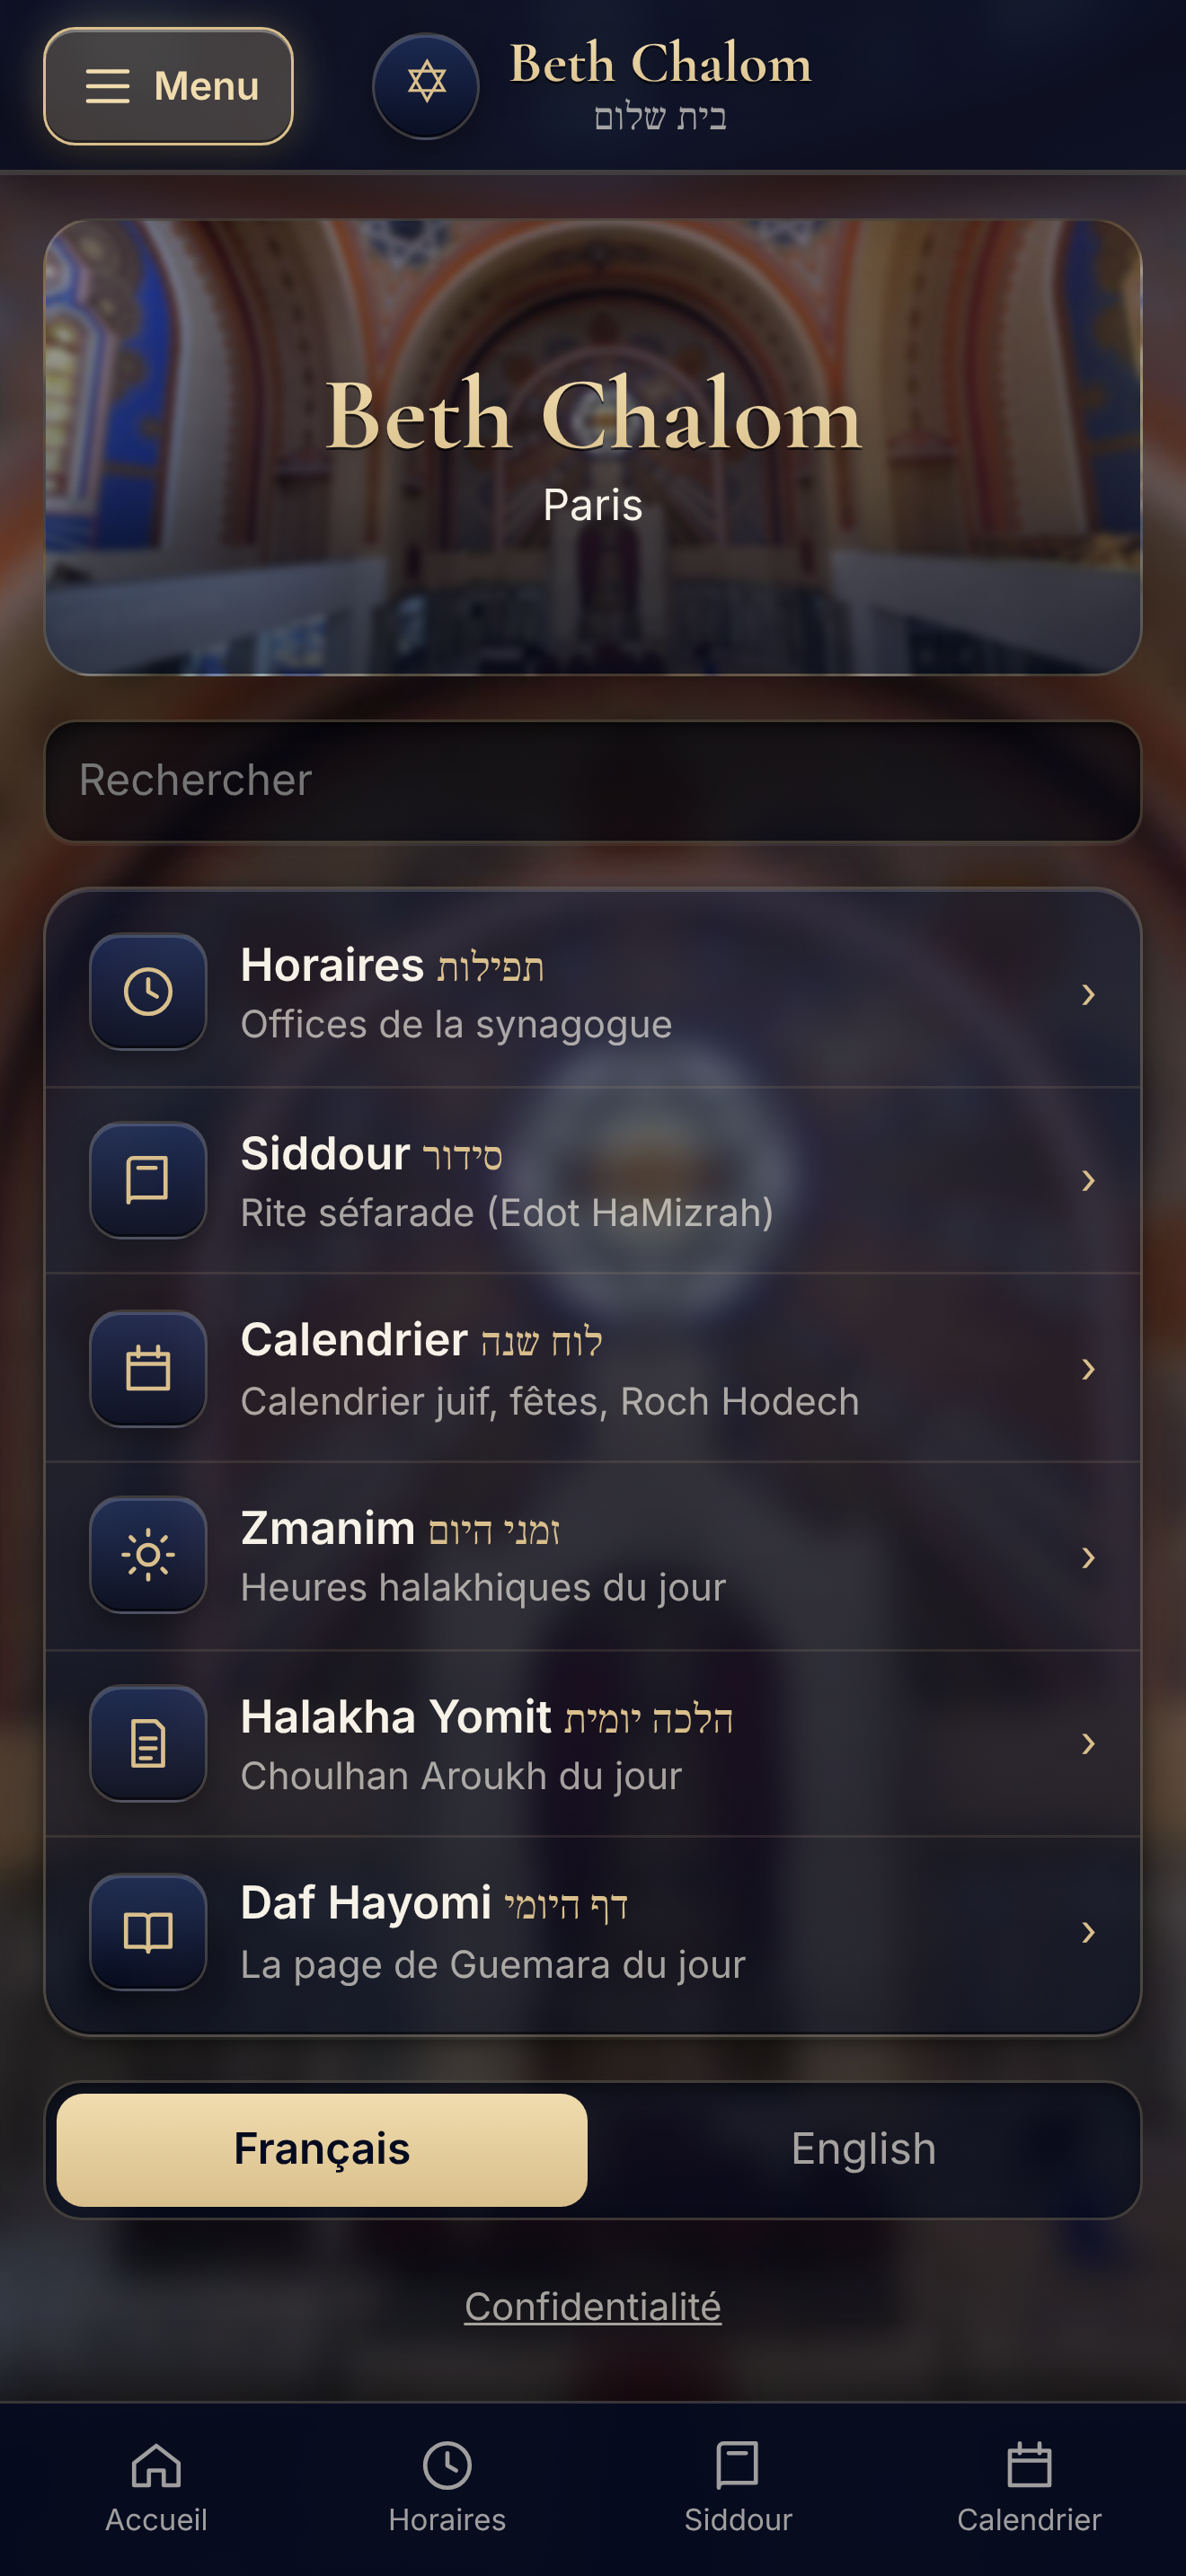 Menu
Beth Chalom
בית שלום
Beth Chalom
Paris
Rechercher
Horaires תפילות
Offices de la synagogue
Siddour סידור
Rite séfarade (Edot HaMizrah)
Calendrier לוח שנה
Calendrier juif, fêtes, Roch Hodech
Zmanim זמני היום
Heures halakhiques du jour
Halakha Yomit הלכה יומית
Choulhan Aroukh du jour
Daf Hayomi דף היומי
La page de Guemara du jour
Français English
Confidentialité
Accueil Horaires Siddour Calendrier